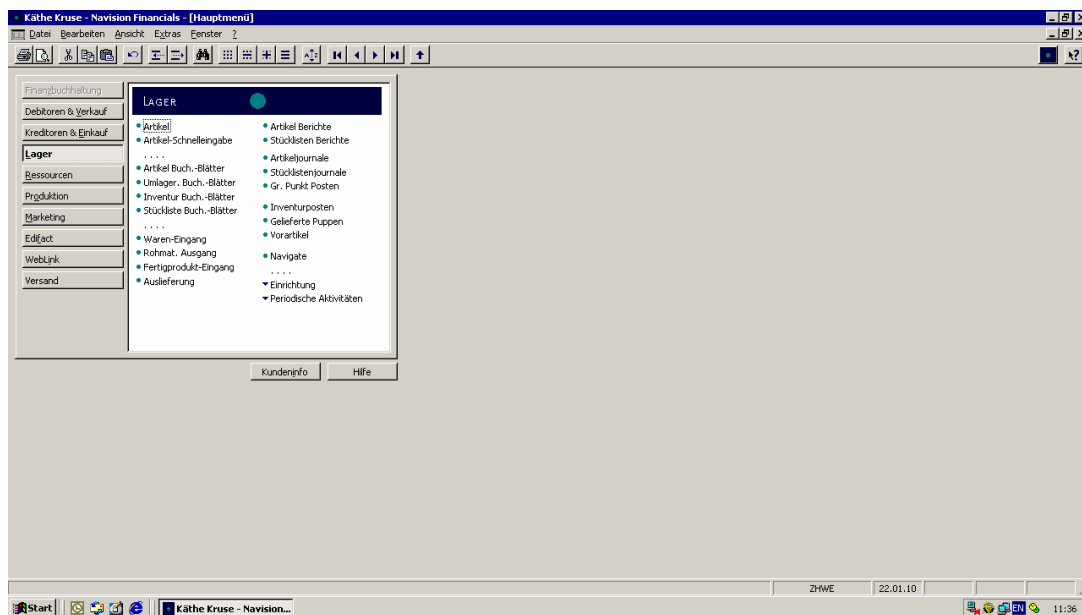 Käthe Kruse - Navision Financials - [Hauptmenü]
Datei Bearbeiten Ansicht Extras Fenster ?
Finanzbuchhaltung
Debitoren & Verkauf
Kreditoren & Einkauf
Lager
Ressourcen
Produktion
Marketing
Edifact
WebLink
Versand
LAGER
Artikel
Artikel-Schnelleingabe
. . . .
Artikel Buch.-Blätter
Umlager. Buch.-Blätter
Inventur Buch.-Blätter
Stückliste Buch.-Blätter
. . . .
Waren-Eingang
Rohmat. Ausgang
Fertigprodukt-Eingang
Auslieferung
Artikel Berichte
Stücklisten Berichte
Artikeljournale
Stücklistenjournale
Gr. Punkt Posten
Inventurposten
Gelieferte Puppen
Vorartikel
Navigate
. . . .
Einrichtung
Periodische Aktivitäten
Kundeninfo Hilfe
ZHWE 22.01.10
Start Käthe Kruse - Navision... EN 11:36